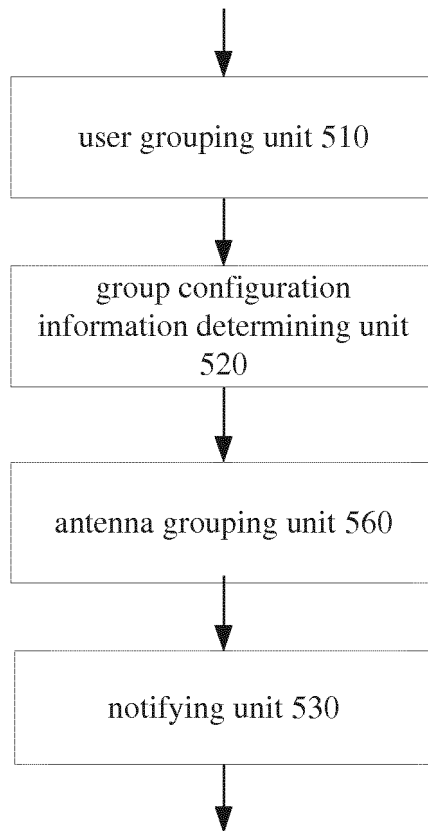 user grouping unit 510
group configuration
information determining unit
520
antenna grouping unit 560
notifying unit 530